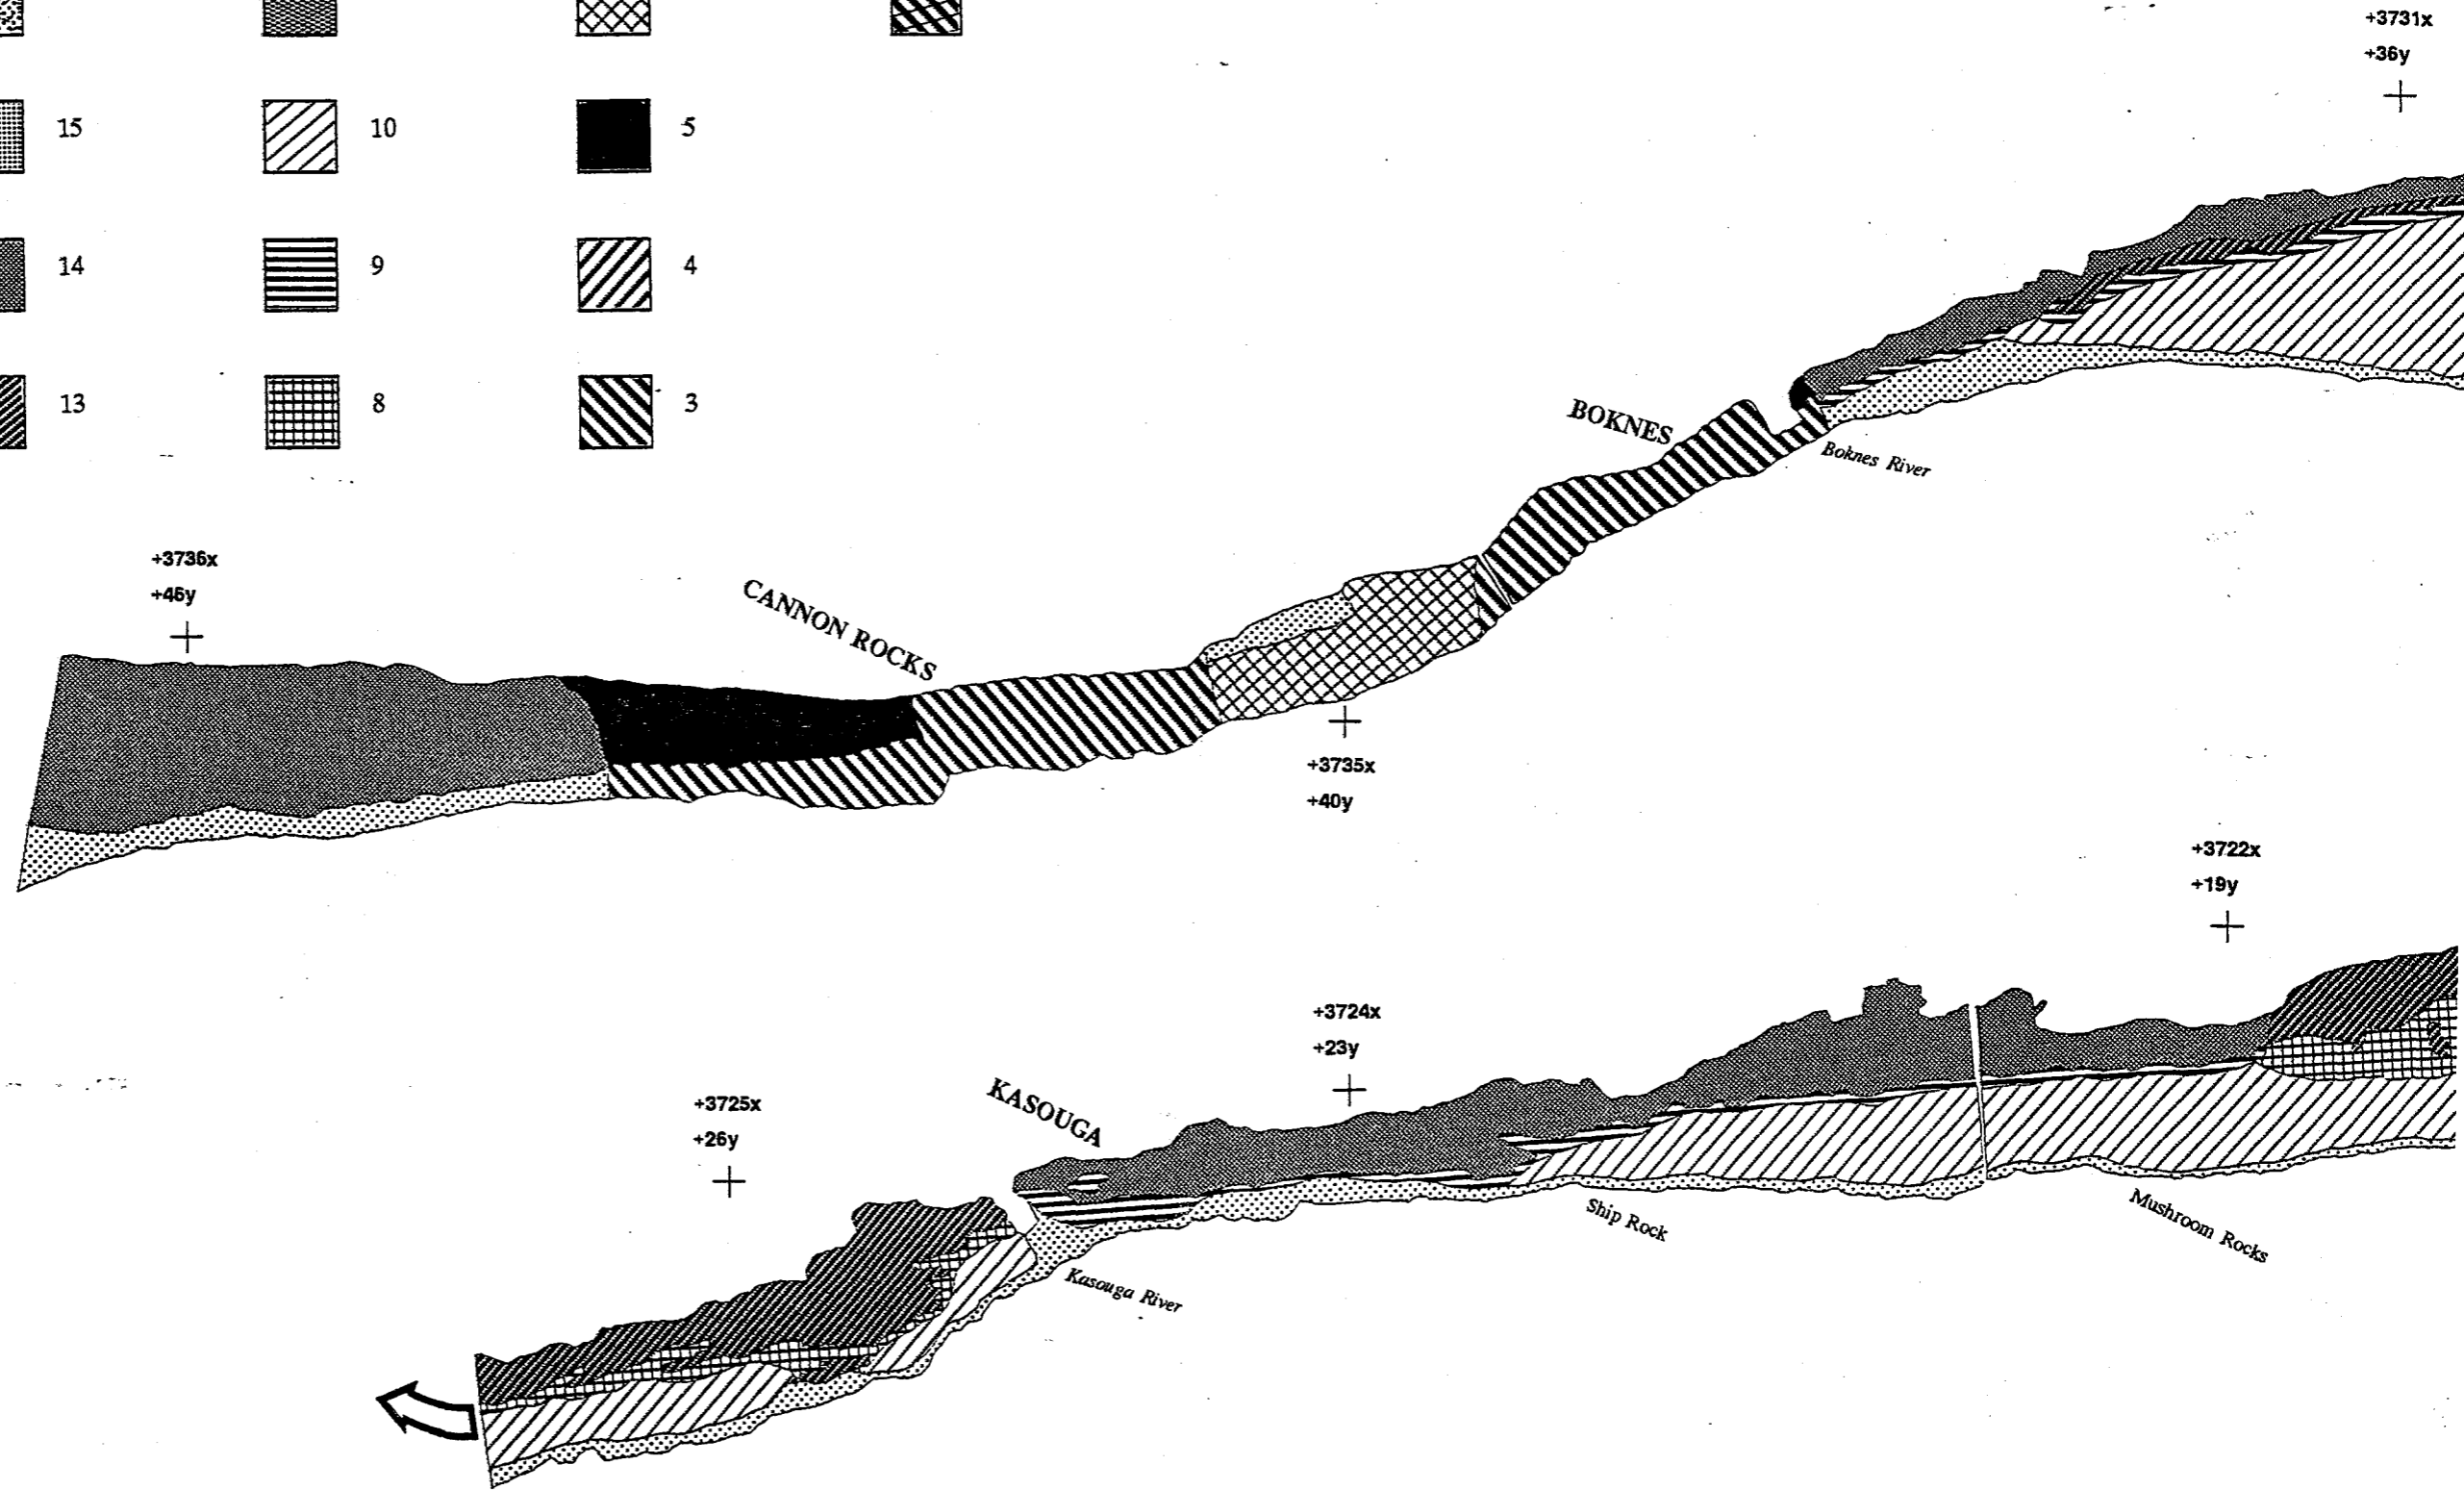 +3731x
+36y
15
10
5
14
9
4
13
8
3
BOKNES
Boknes River
+3736x
+46y
CANNON ROCKS
+3735x
+40y
+3722x
+19y
+3724x
+23y
KASOUGA
+3725x
+26y
Ship Rock
Mushroom Rocks
Kasouga River